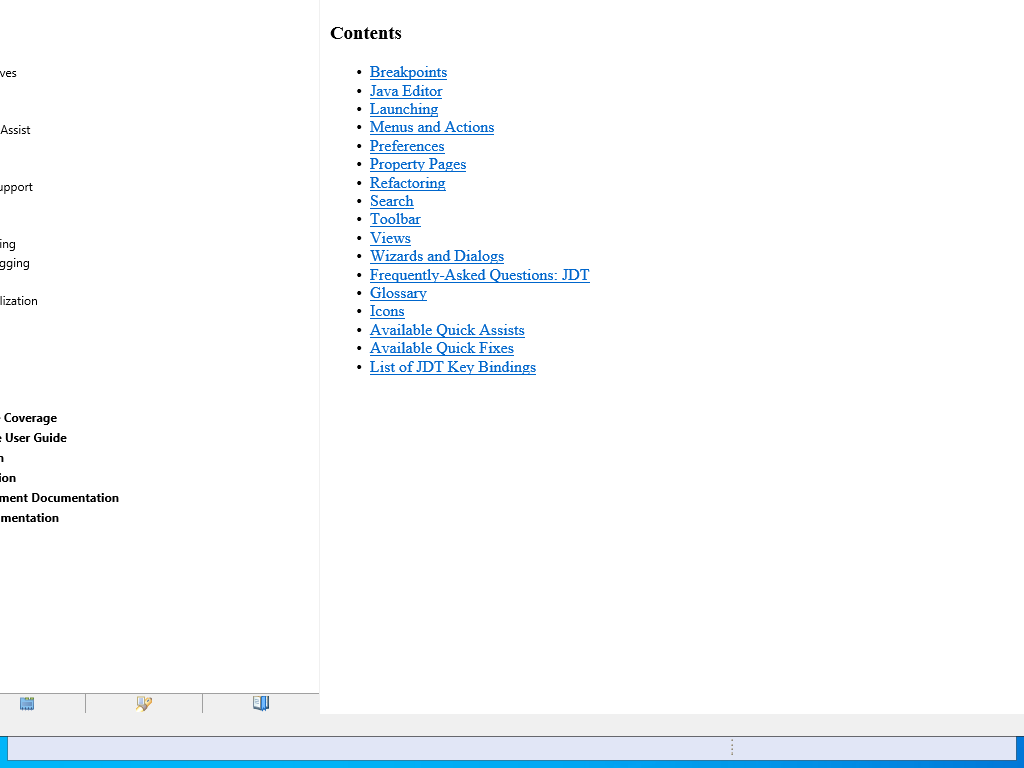 Contents
Breakpoints
Java Editor
Launching
Menus and Actions
Preferences
Property Pages
Refactoring
Search
Toolbar
Views
Wizards and Dialogs
Frequently-Asked Questions: JDT
Glossary
Icons
Available Quick Assists
Available Quick Fixes
List of JDT Key Bindings
ves
Assist
upport
ing
gging
lization
Coverage
e User Guide
n
ion
ment Documentation
mentation